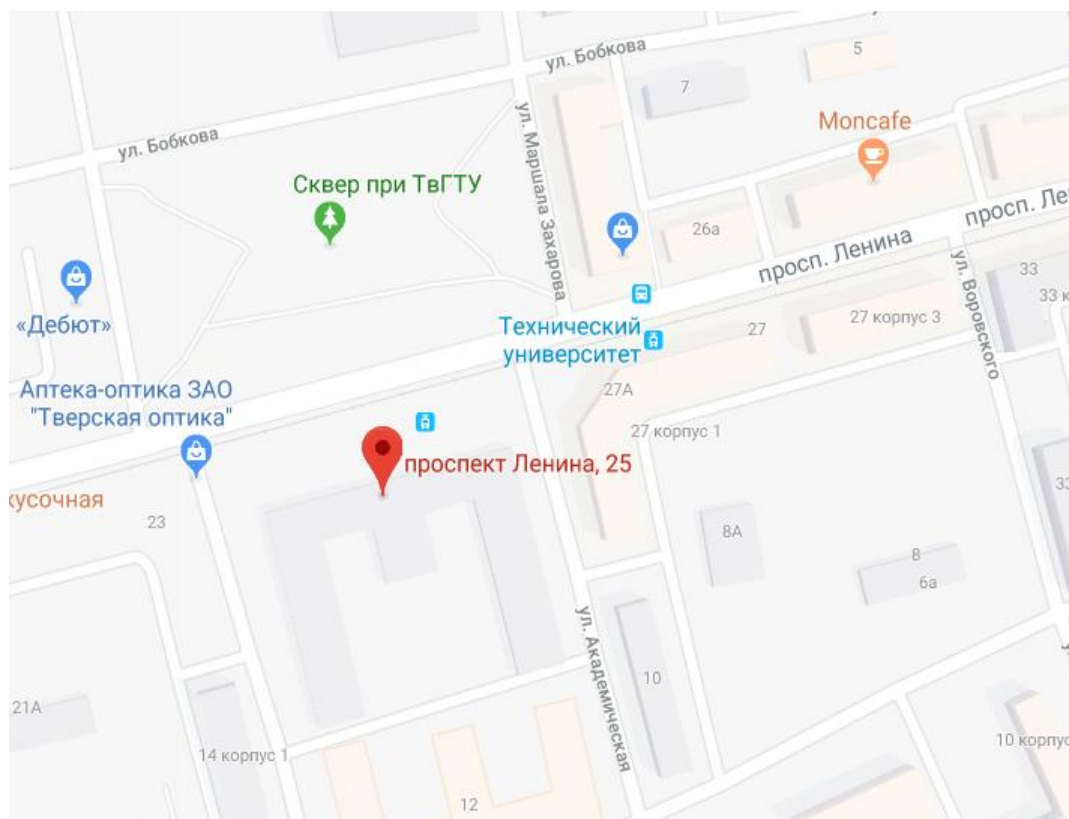 ул. Бобкова
5
7
ул. Бобкова
ул. Маршала Захарова
Moncafe
Сквер при ТвГТУ
26а
просп. Ленина
просп. Ле
«Дебют»
Технический
университет
27
27 корпус 3
ул. Воровского
33
33 к
Аптека-оптика ЗАО
"Тверская оптика"
27А
27 корпус 1
проспект Ленина, 25
кусочная
23
8А
8
6а
33
ул. Академическая
10
21А
14 корпус 1
12
10 корпус